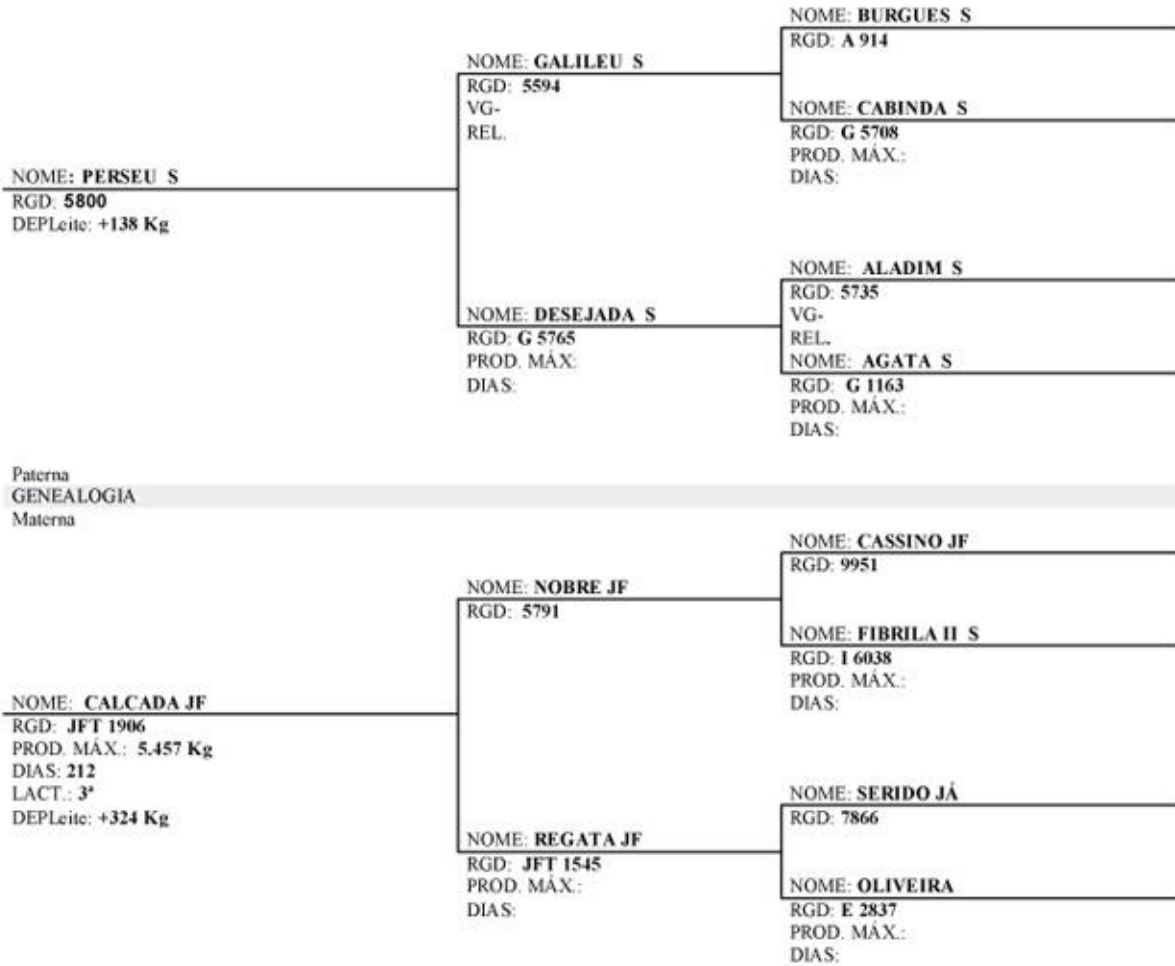 NOME: BURGUES S
RGD: A 914
NOME: GALILEU S
RGD: 5594
VG-
REL.
NOME: CABINDA S
RGD: G 5708
PROD. MÁX.:
DIAS:
NOME: PERSEU S
RGD: 5800
DEPLeite: +138 Kg
NOME: ALADIM S
RGD: 5735
VG-
REL.
NOME: DESEJADA S
RGD: G 5765
PROD. MÁX:
DIAS:
NOME: AGATA S
RGD: G 1163
PROD. MÁX.:
DIAS:
Paterna
GENEALOGIA
Materna
NOME: CASSINO JF
RGD: 9951
NOME: NOBRE JF
RGD: 5791
NOME: FIBRILA II S
RGD: I 6038
PROD. MÁX.:
DIAS:
NOME: CALCADA JF
RGD: JFT 1906
PROD. MÁX.: 5.457 Kg
DIAS: 212
LACT.: 3ª
DEPLeite: +324 Kg
NOME: SERIDO JÁ
RGD: 7866
NOME: REGATA JF
RGD: JFT 1545
PROD. MÁX.:
DIAS:
NOME: OLIVEIRA
RGD: E 2837
PROD. MÁX.:
DIAS: